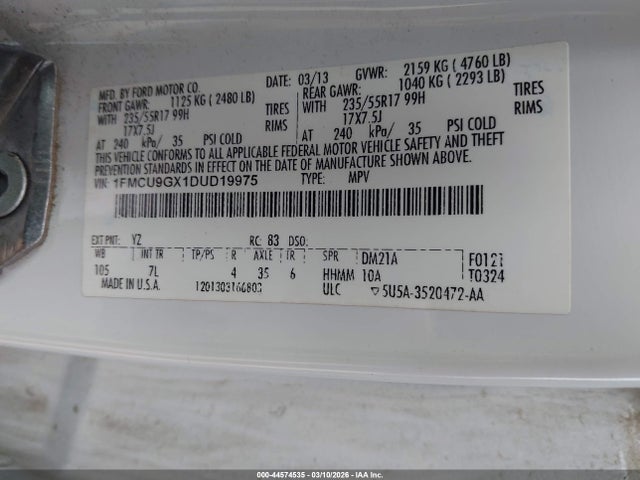 MFD. BY FORD MOTOR CO. DATE: 03/13 GVWR: 2159 KG ( 4760 LB)
FRONT GAWR: 1125 KG ( 2480 LB) REAR GAWR: 1040 KG ( 2293 LB)
WITH 235/55R17 99H TIRES WITH 235/55R17 99H TIRES
17X7.5J RIMS 17X7.5J RIMS
AT 240 kPa/ 35 PSI COLD AT 240 kPa/ 35 PSI COLD
THIS VEHICLE CONFORMS TO ALL APPLICABLE FEDERAL MOTOR VEHICLE SAFETY AND THEFT
PREVENTION STANDARDS IN EFFECT ON THE DATE OF MANUFACTURE SHOWN ABOVE.
VIN: 1FMCU9GX1DUD19975 TYPE: MPV
EXT PNT: YZ RC: 83 DSO:
WB INT TR TP/PS R AXLE TR SPR DM21A F0121
105 7L 4 35 6 HHMM 10A T0324
MADE IN U.S.A. ULC 5U5A-3520472-AA
000-44574535 - 03/10/2026 - IAA Inc.